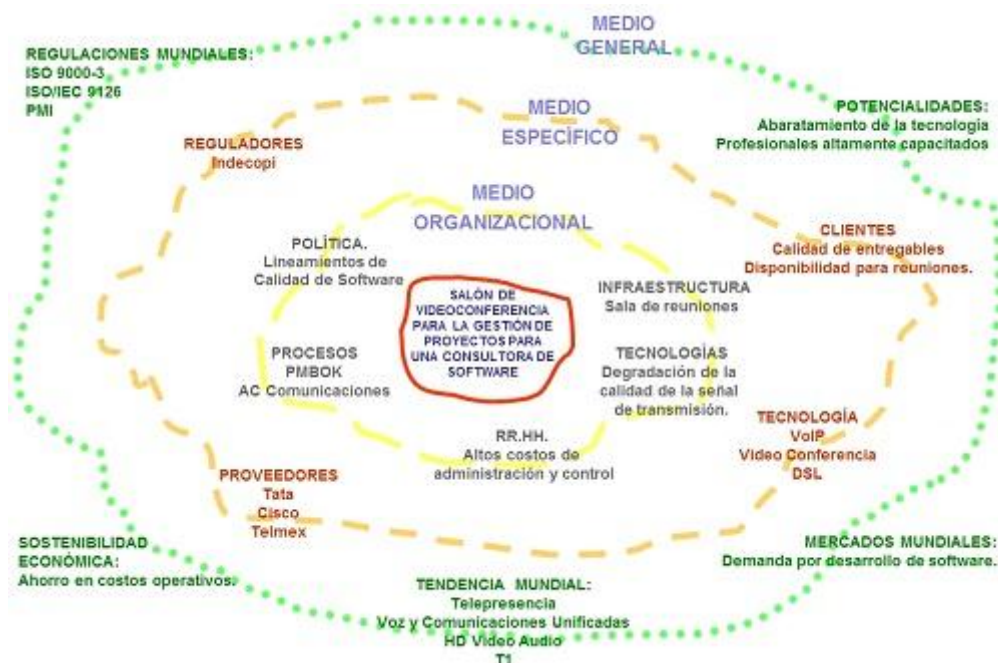 MEDIO
GENERAL
REGULACIONES MUNDIALES:
ISO 9000-3
ISO/IEC 9126
PMI
MEDIO
ESPECÍFICO
POTENCIALIDADES:
Abaratamiento de la tecnología
Profesionales altamente capacitados
REGULADORES
Indecopi
MEDIO
ORGANIZACIONAL
CLIENTES
Calidad de entregables
Disponibilidad para reuniones.
POLÍTICA.
Lineamientos de
Calidad de Software
INFRAESTRUCTURA
Sala de reuniones
SALÓN DE
VIDEOCONFERENCIA
PARA LA GESTIÓN DE
PROYECTOS PARA
UNA CONSULTORA DE
SOFTWARE
PROCESOS
PMBOK
AC Comunicaciones
TECNOLOGÍAS
Degradación de la
calidad de la señal
de transmisión.
RR.HH.
Altos costos de
administración y control
TECNOLOGÍA
VoIP
Video Conferencia
DSL
PROVEEDORES
Tata
Cisco
Telmex
SOSTENIBILIDAD
ECONÓMICA:
Ahorro en costos operativos.
MERCADOS MUNDIALES:
Demanda por desarrollo de software.
TENDENCIA MUNDIAL:
Telepresencia
Voz y Comunicaciones Unificadas
HD Video Audio
T1